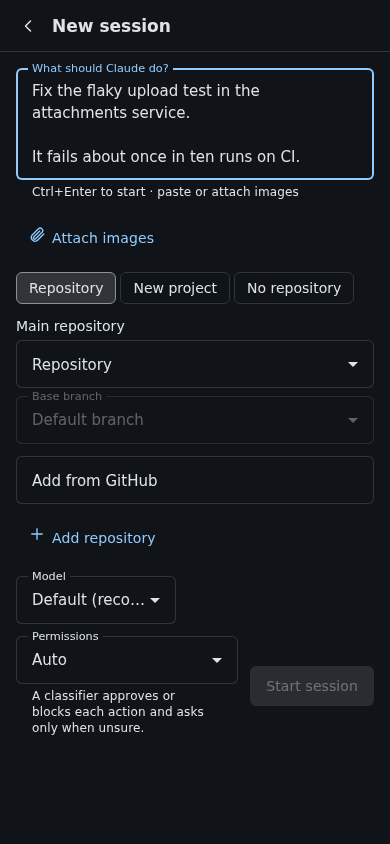 New session
What should Claude do?
Fix the flaky upload test in the
attachments service.
It fails about once in ten runs on CI.
Ctrl+Enter to start · paste or attach images
Attach images
Repository
New project
No repository
Main repository
Repository
Base branch
Default branch
Add from GitHub
Add repository
Model
Default (reco...
Permissions
Auto
A classifier approves or
blocks each action and asks
only when unsure.
Start session